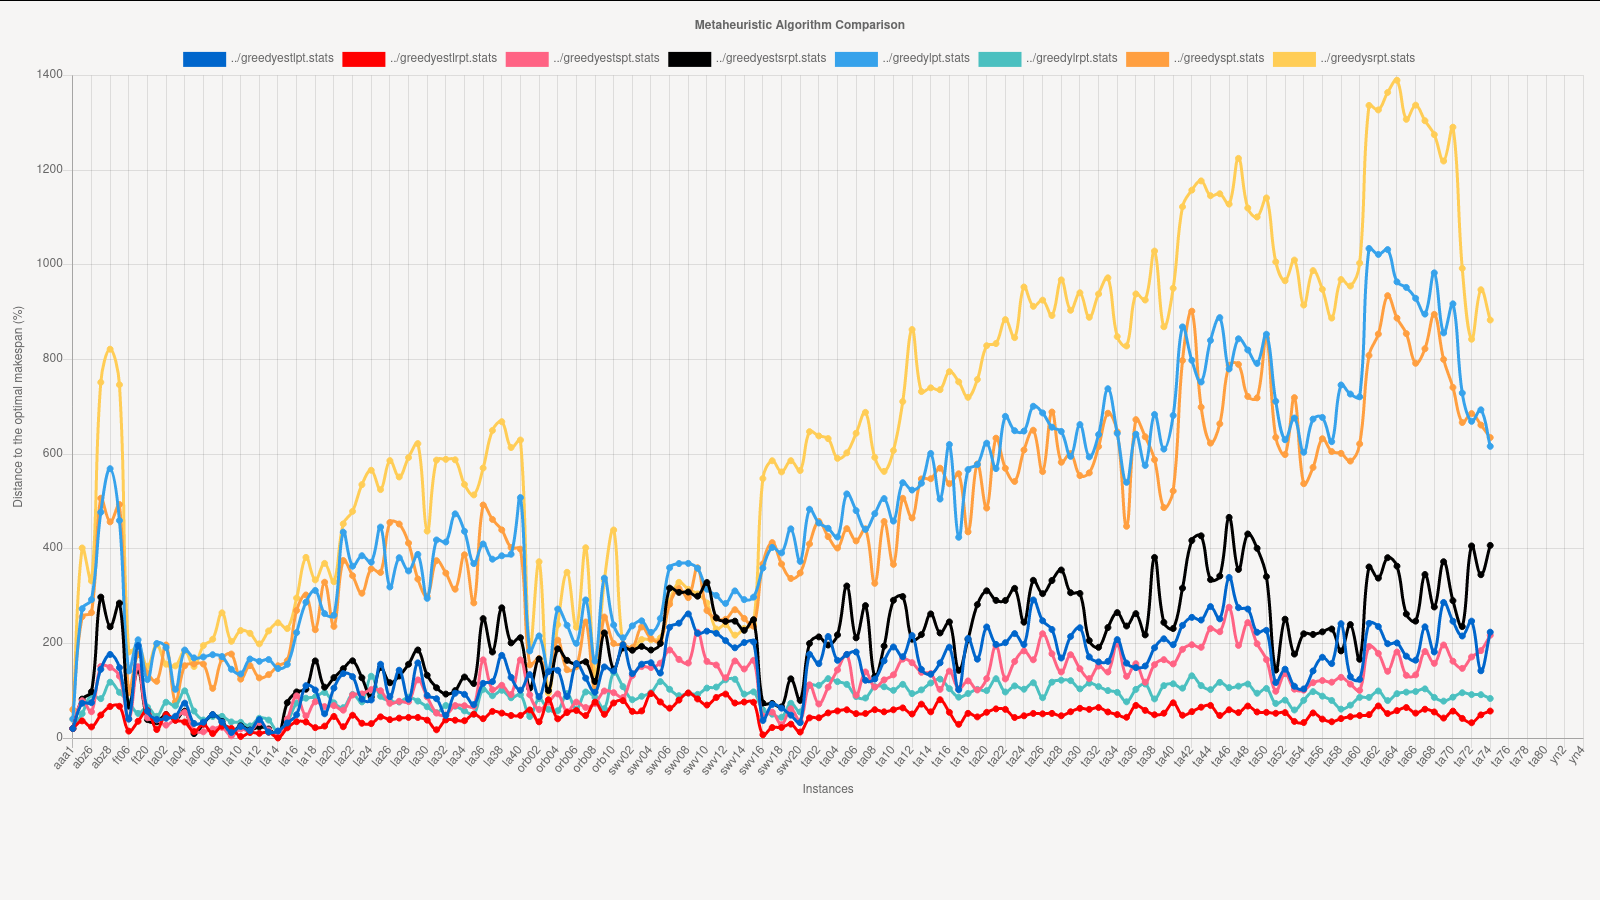 Metaheuristic Algorithm Comparison
../greedyestlpt.stats ../greedyestlrpt.stats ../greedyestspt.stats ../greedyestsrpt.stats ../greedylpt.stats ../greedylrpt.stats ../greedyspt.stats ../greedysrpt.stats
1400
1200
1000
800
600
400
200
0
Distance to the optimal makespan (%)
aaa1 abz6 abz8 ft06 ft20 la02 la04 la06 la08 la10 la12 la14 la16 la18 la20 la22 la24 la26 la28 la30 la32 la34 la36 la38 la40 orb02 orb04 orb06 orb08 orb10 swv02 swv04 swv06 swv08 swv10 swv12 swv14 swv16 swv18 swv20 ta02 ta04 ta06 ta08 ta10 ta12 ta14 ta16 ta18 ta20 ta22 ta24 ta26 ta28 ta30 ta32 ta34 ta36 ta38 ta40 ta42 ta44 ta46 ta48 ta50 ta52 ta54 ta56 ta58 ta60 ta62 ta64 ta66 ta68 ta70 ta72 ta74 ta76 ta78 ta80 yn2 yn4
Instances